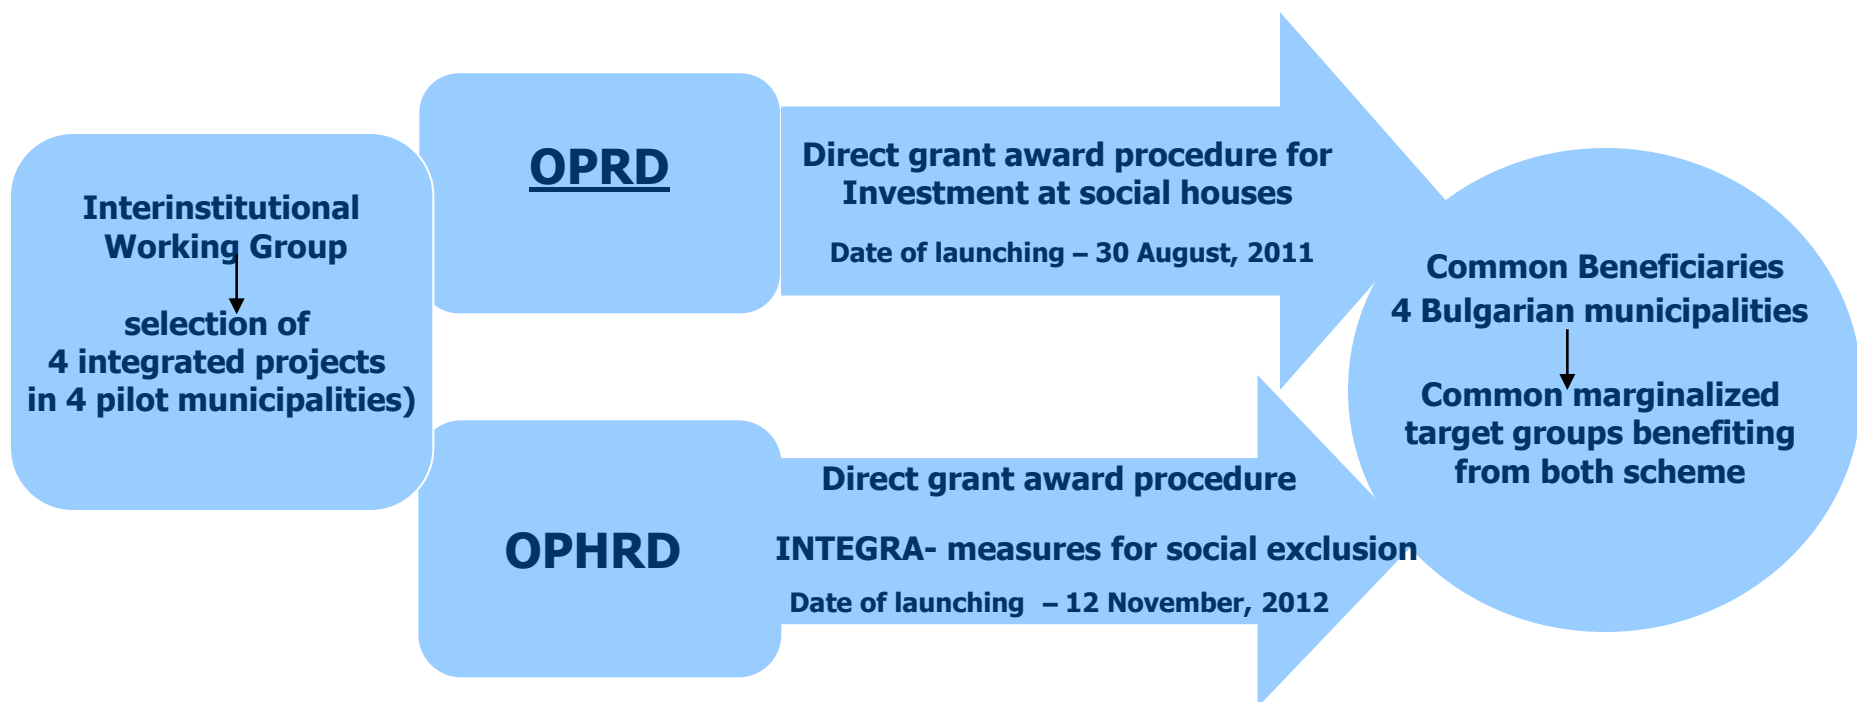 Interinstitutional
Working Group
selection of
4 integrated projects
in 4 pilot municipalities)
OPRD
Direct grant award procedure for
Investment at social houses
Date of launching – 30 August, 2011
OPHRD
Direct grant award procedure
INTEGRA- measures for social exclusion
Date of launching – 12 November, 2012
Common Beneficiaries
4 Bulgarian municipalities
Common marginalized
target groups benefiting
from both scheme